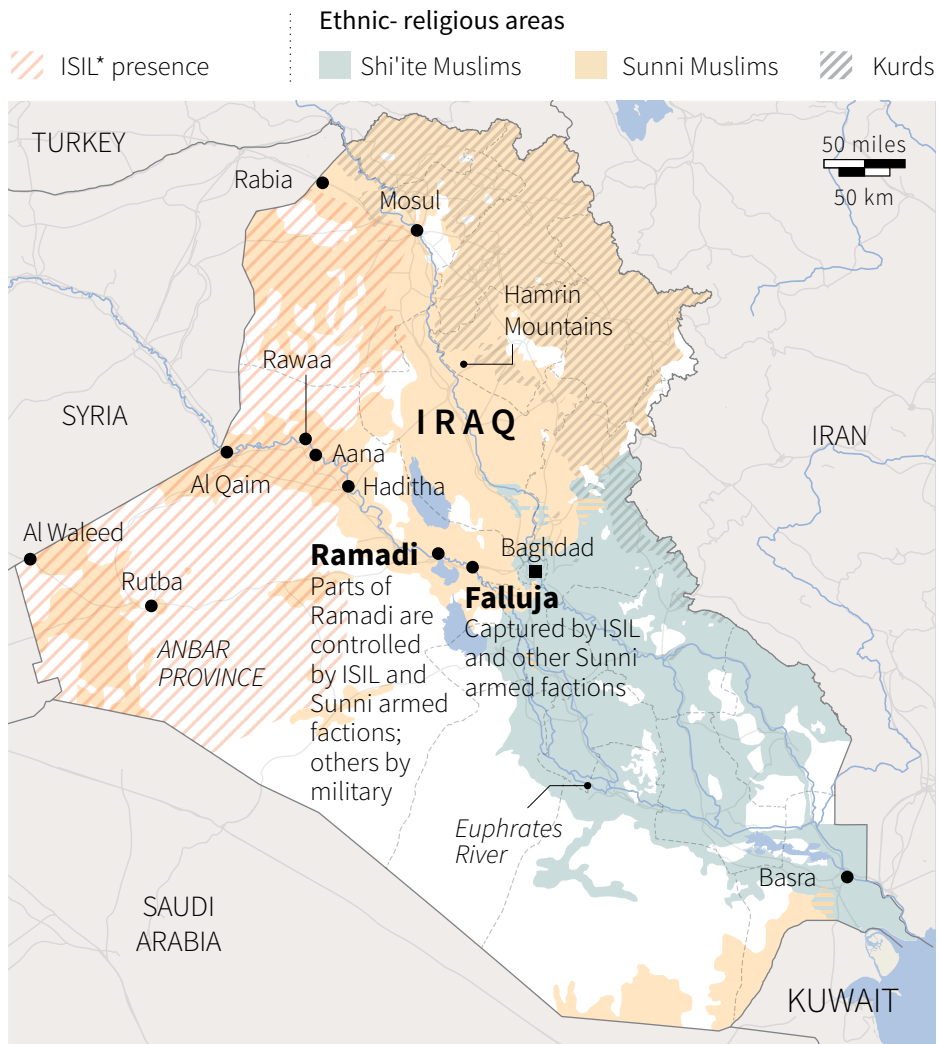 Ethnic- religious areas
ISIL* presence
Shi'ite Muslims
Sunni Muslims
Kurds
TURKEY
50 miles
50 km
Rabia
Mosul
Hamrin
Mountains
Rawaa
IRAQ
SYRIA
IRAN
Aana
Al Qaim
Haditha
Al Waleed
Baghdad
Ramadi
Parts of
Ramadi are
controlled
by ISIL and
Sunni armed
factions;
others by
military
Rutba
Falluja
Captured by ISIL
and other Sunni
armed factions
ANBAR
PROVINCE
Euphrates
River
Basra
SAUDI
ARABIA
KUWAIT